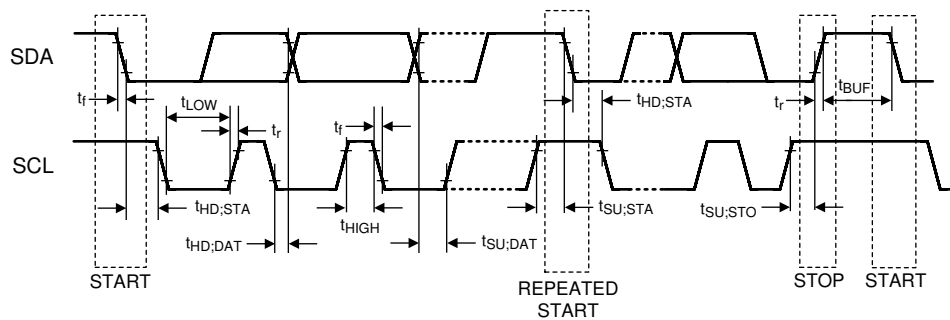 SDA
t_f
t_LOW
t_r
t_f
t_HD;STA
t_r
t_BUF
SCL
t_HD;STA
t_HIGH
t_SU;STA
t_SU;STO
t_HD;DAT
t_SU;DAT
START
REPEATED
START
STOP
START